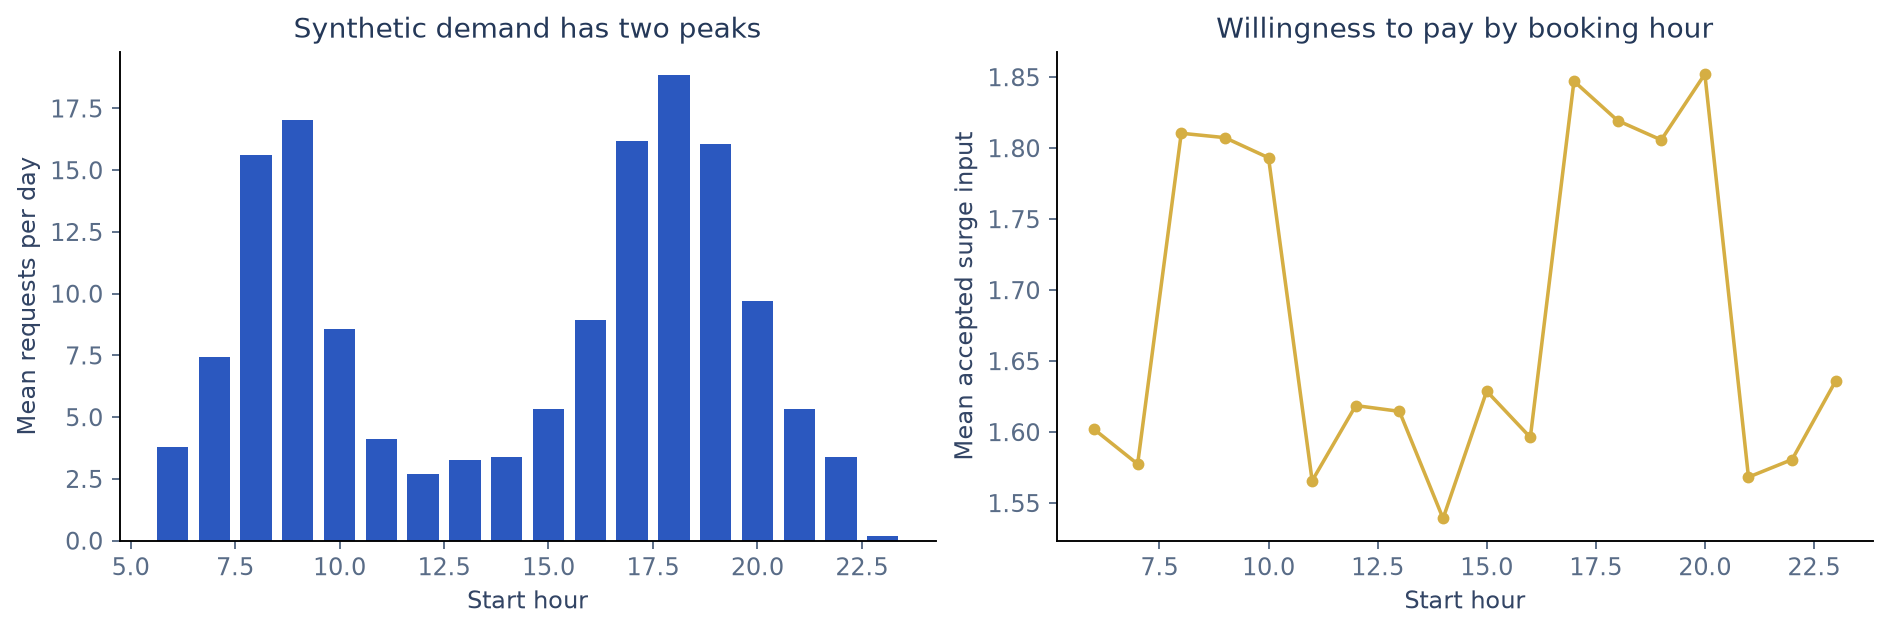 Synthetic demand has two peaks
Mean requests per day
17.5
15.0
12.5
10.0
7.5
5.0
2.5
0.0
5.0 7.5 10.0 12.5 15.0 17.5 20.0 22.5
Start hour
Willingness to pay by booking hour
Mean accepted surge input
1.85
1.80
1.75
1.70
1.65
1.60
1.55
7.5 10.0 12.5 15.0 17.5 20.0 22.5
Start hour